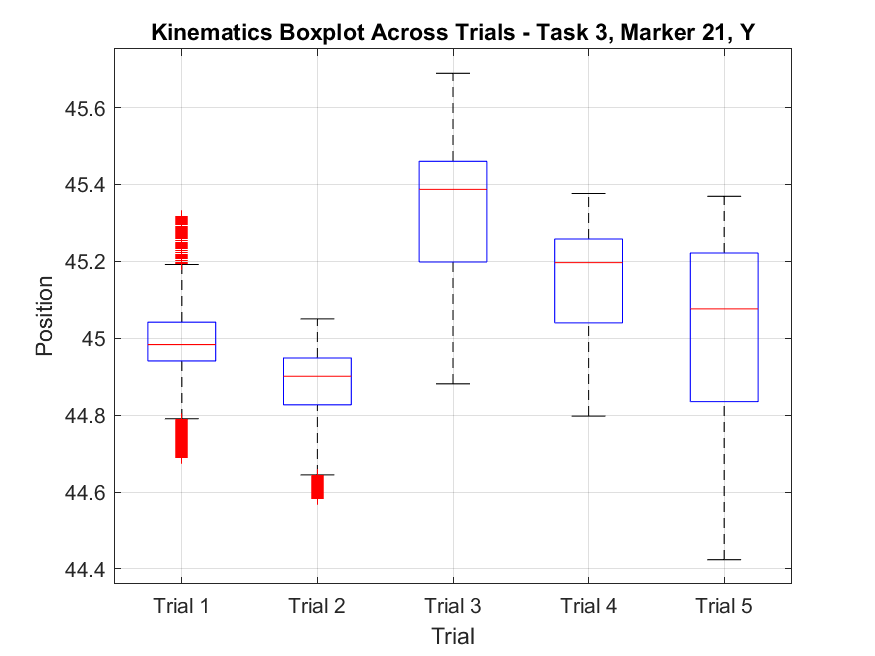 Kinematics Boxplot Across Trials - Task 3, Marker 21, Y
45.6
45.4
45.2
45
44.8
44.6
44.4
Position
Trial 1 Trial 2 Trial 3 Trial 4 Trial 5
Trial